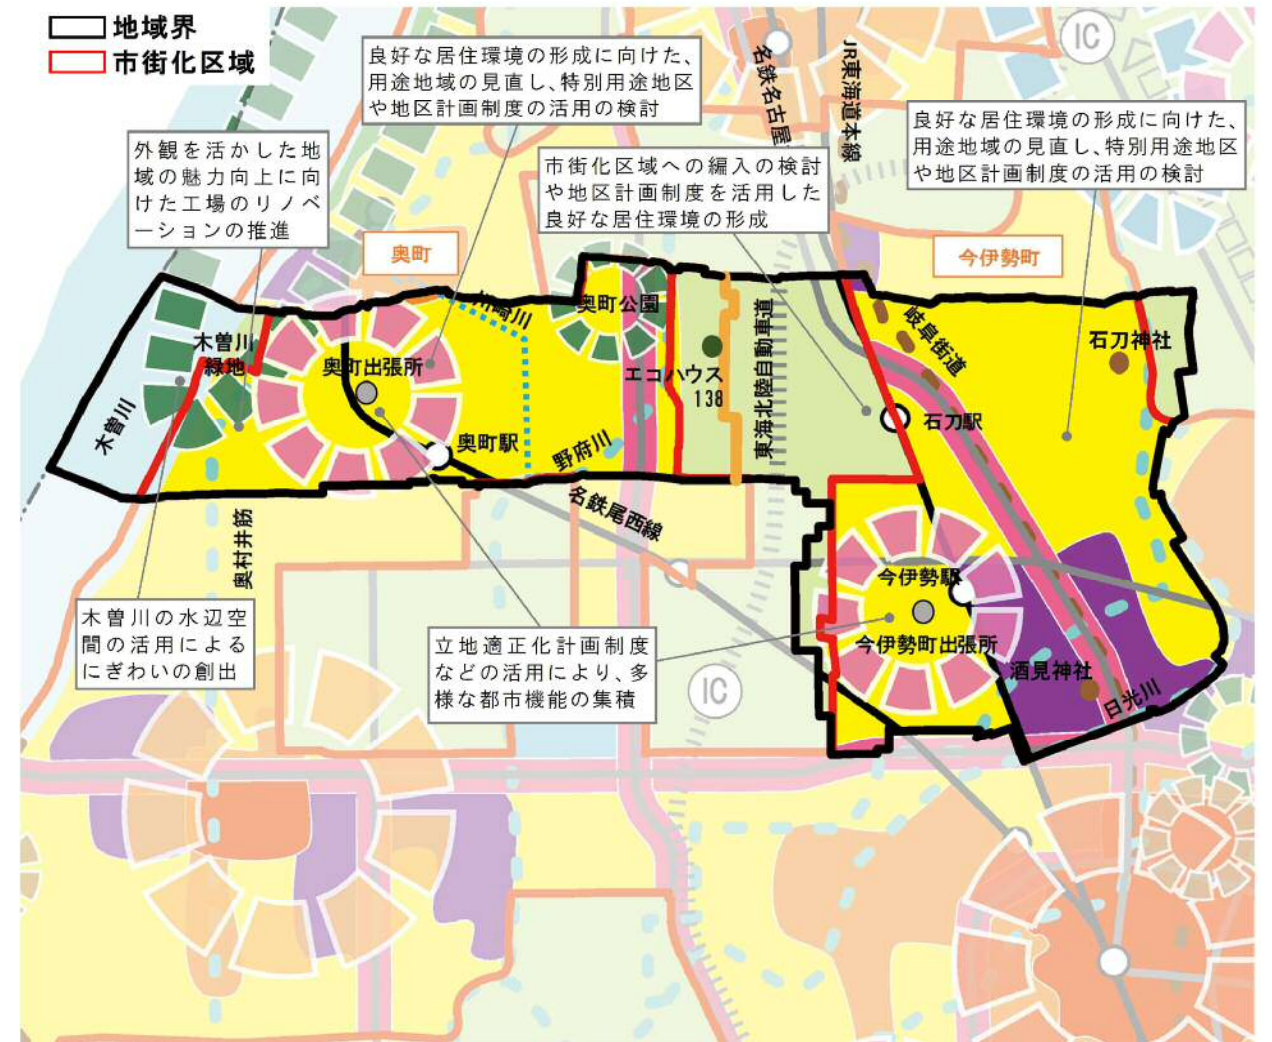 地域界
市街化区域
良好な居住環境の形成に向けた、
用途地域の見直し、特別用途地区
や地区計画制度の活用の検討
外観を活かした地
域の魅力向上に向
けた工場のリノベ
ーションの推進
市街化区域への編入の検討
や地区計画制度を活用した
良好な居住環境の形成
良好な居住環境の形成に向けた、
用途地域の見直し、特別用途地区
や地区計画制度の活用の検討
IC
名鉄名古屋
JR東海道本線
奥町
今伊勢町
木曽川
木曽川
緑地
奥町出張所
奥町駅
川崎川
奥町公園
エコハウス
138
野府川
東海北陸自動車道
岐阜街道
石刀神社
石刀駅
奥村井筋
名鉄尾西線
今伊勢駅
今伊勢町出張所
酒見神社
日光川
木曽川の水辺空
間の活用による
にぎわいの創出
立地適正化計画制度
などの活用により、多
様な都市機能の集積
IC